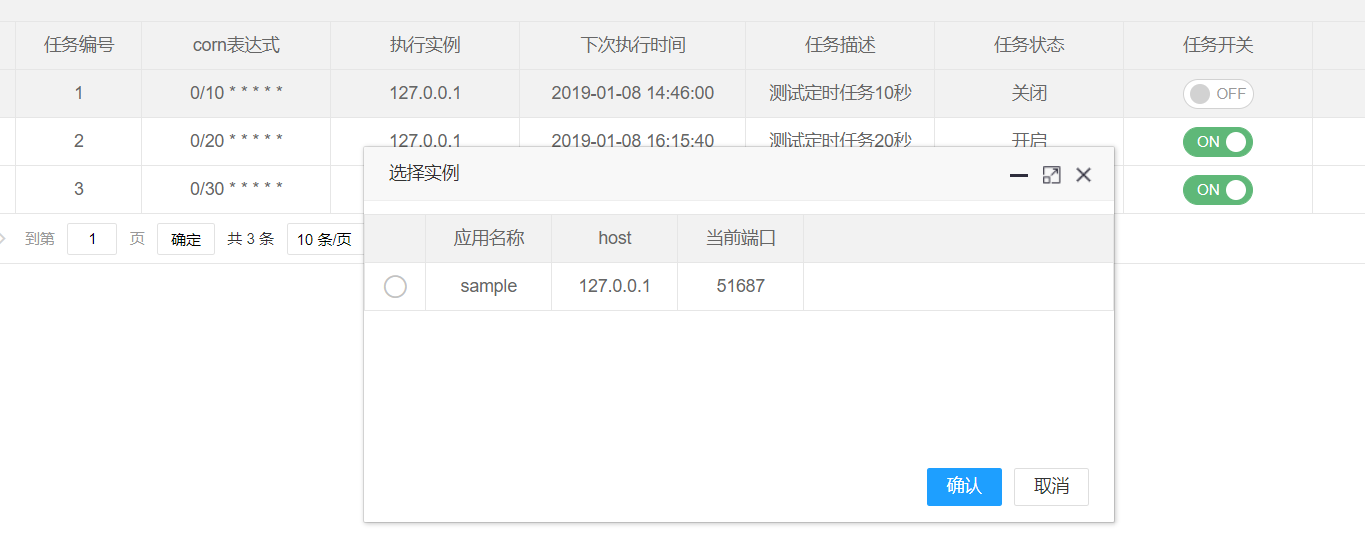 任务编号 corn表达式 执行实例 下次执行时间 任务描述 任务状态 任务开关
1 0/10 * * * * * 127.0.0.1 2019-01-08 14:46:00 测试定时任务10秒 关闭 OFF
2 0/20 * * * * * 127.0.0.1 2019-01-08 16:15:40 测试定时任务20秒 开启 ON
3 0/30 * * * * * ON
到第 1 页 确定 共 3 条 10 条/页
选择实例
应用名称 host 当前端口
sample 127.0.0.1 51687
确认 取消